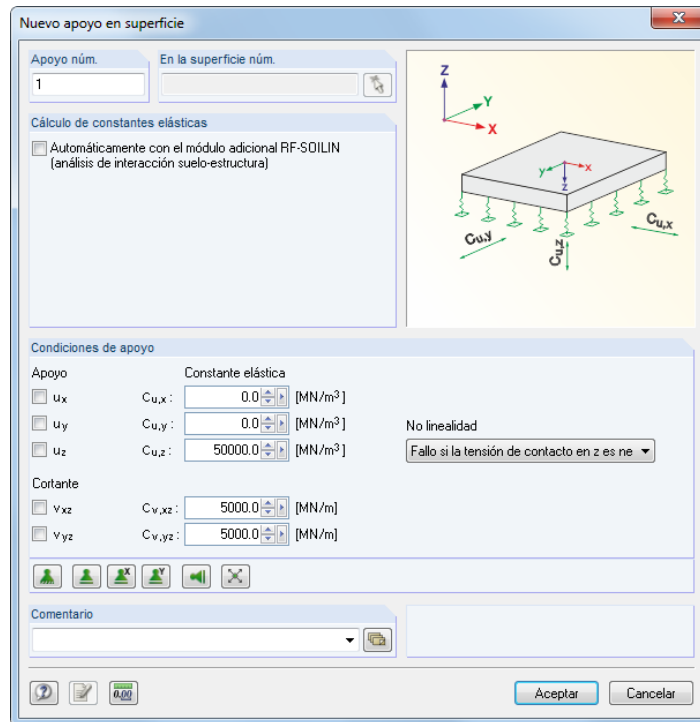 Nuevo apoyo en superficie
Apoyo núm.
En la superficie núm.
1
Cálculo de constantes elásticas
Automáticamente con el módulo adicional RF-SOILIN
(análisis de interacción suelo-estructura)
Z
Y
X
y
x
z
Cu,y
Cu,z
Cu,x
Condiciones de apoyo
Apoyo
Constante elástica
ux
Cu,x :
0.0
[MN/m³]
uy
Cu,y :
0.0
[MN/m³]
No linealidad
uz
Cu,z :
50000.0
[MN/m³]
Fallo si la tensión de contacto en z es ne
Cortante
vxz
Cv,xz :
5000.0
[MN/m]
vyz
Cv,yz :
5000.0
[MN/m]
X
Y
Comentario
0.00
Aceptar
Cancelar